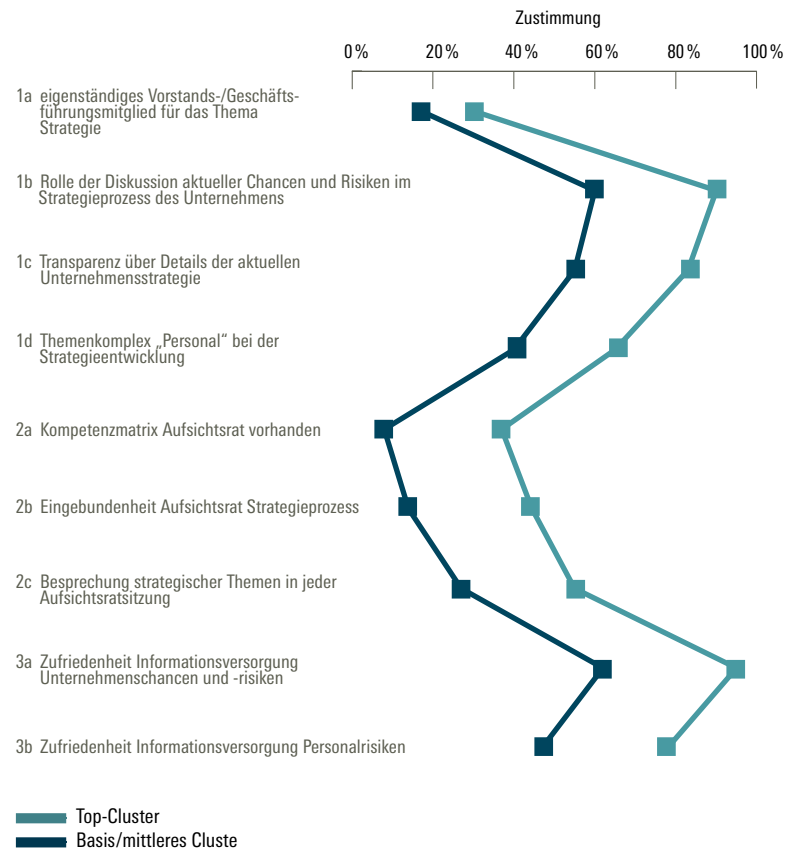 Zustimmung
0 % 20 % 40 % 60 % 80 % 100 %
1a eigenständiges Vorstands-/Geschäfts-
führungsmitglied für das Thema
Strategie
1b Rolle der Diskussion aktueller Chancen und Risiken im
Strategieprozess des Unternehmens
1c Transparenz über Details der aktuellen
Unternehmensstrategie
1d Themenkomplex „Personal“ bei der
Strategieentwicklung
2a Kompetenzmatrix Aufsichtsrat vorhanden
2b Eingebundenheit Aufsichtsrat Strategieprozess
2c Besprechung strategischer Themen in jeder
Aufsichtsratsitzung
3a Zufriedenheit Informationsversorgung
Unternehmenschancen und -risiken
3b Zufriedenheit Informationsversorgung Personalrisiken
Top-Cluster
Basis/mittleres Cluste